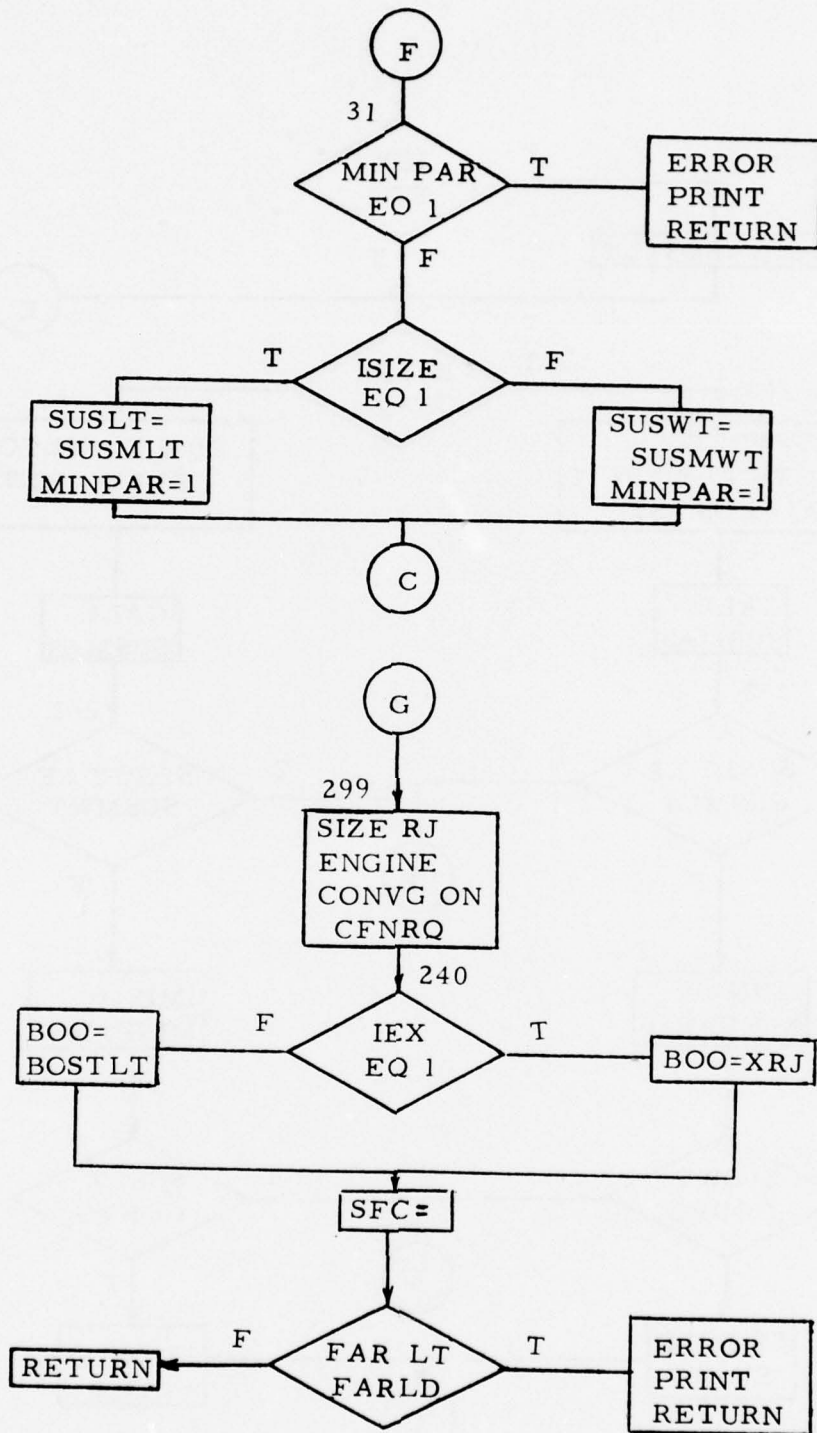 F
31
MIN PAR
EQ 1
T
ERROR
PRINT
RETURN
F
T
ISIZE
EQ 1
F
SUSLT=
SUSMLT
MINPAR=1
SUSWT=
SUSMWT
MINPAR=1
C
G
299
SIZE RJ
ENGINE
CONVG ON
CFNRQ
240
BOO=
BOSTLT
F
IEX
EQ 1
T
BOO=XRJ
SFC=
RETURN
F
FAR LT
FARLD
T
ERROR
PRINT
RETURN